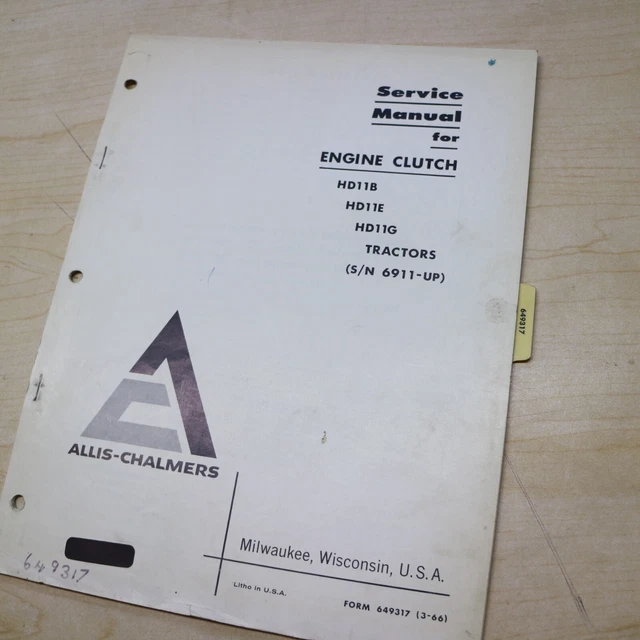 Service
Manual
for
ENGINE CLUTCH
HD11B
HD11E
HD11G
TRACTORS
(S/N 6911-UP)
649317
ALLIS-CHALMERS
Milwaukee, Wisconsin, U.S.A.
649317
Litho in U.S.A.
FORM 649317 (3-66)